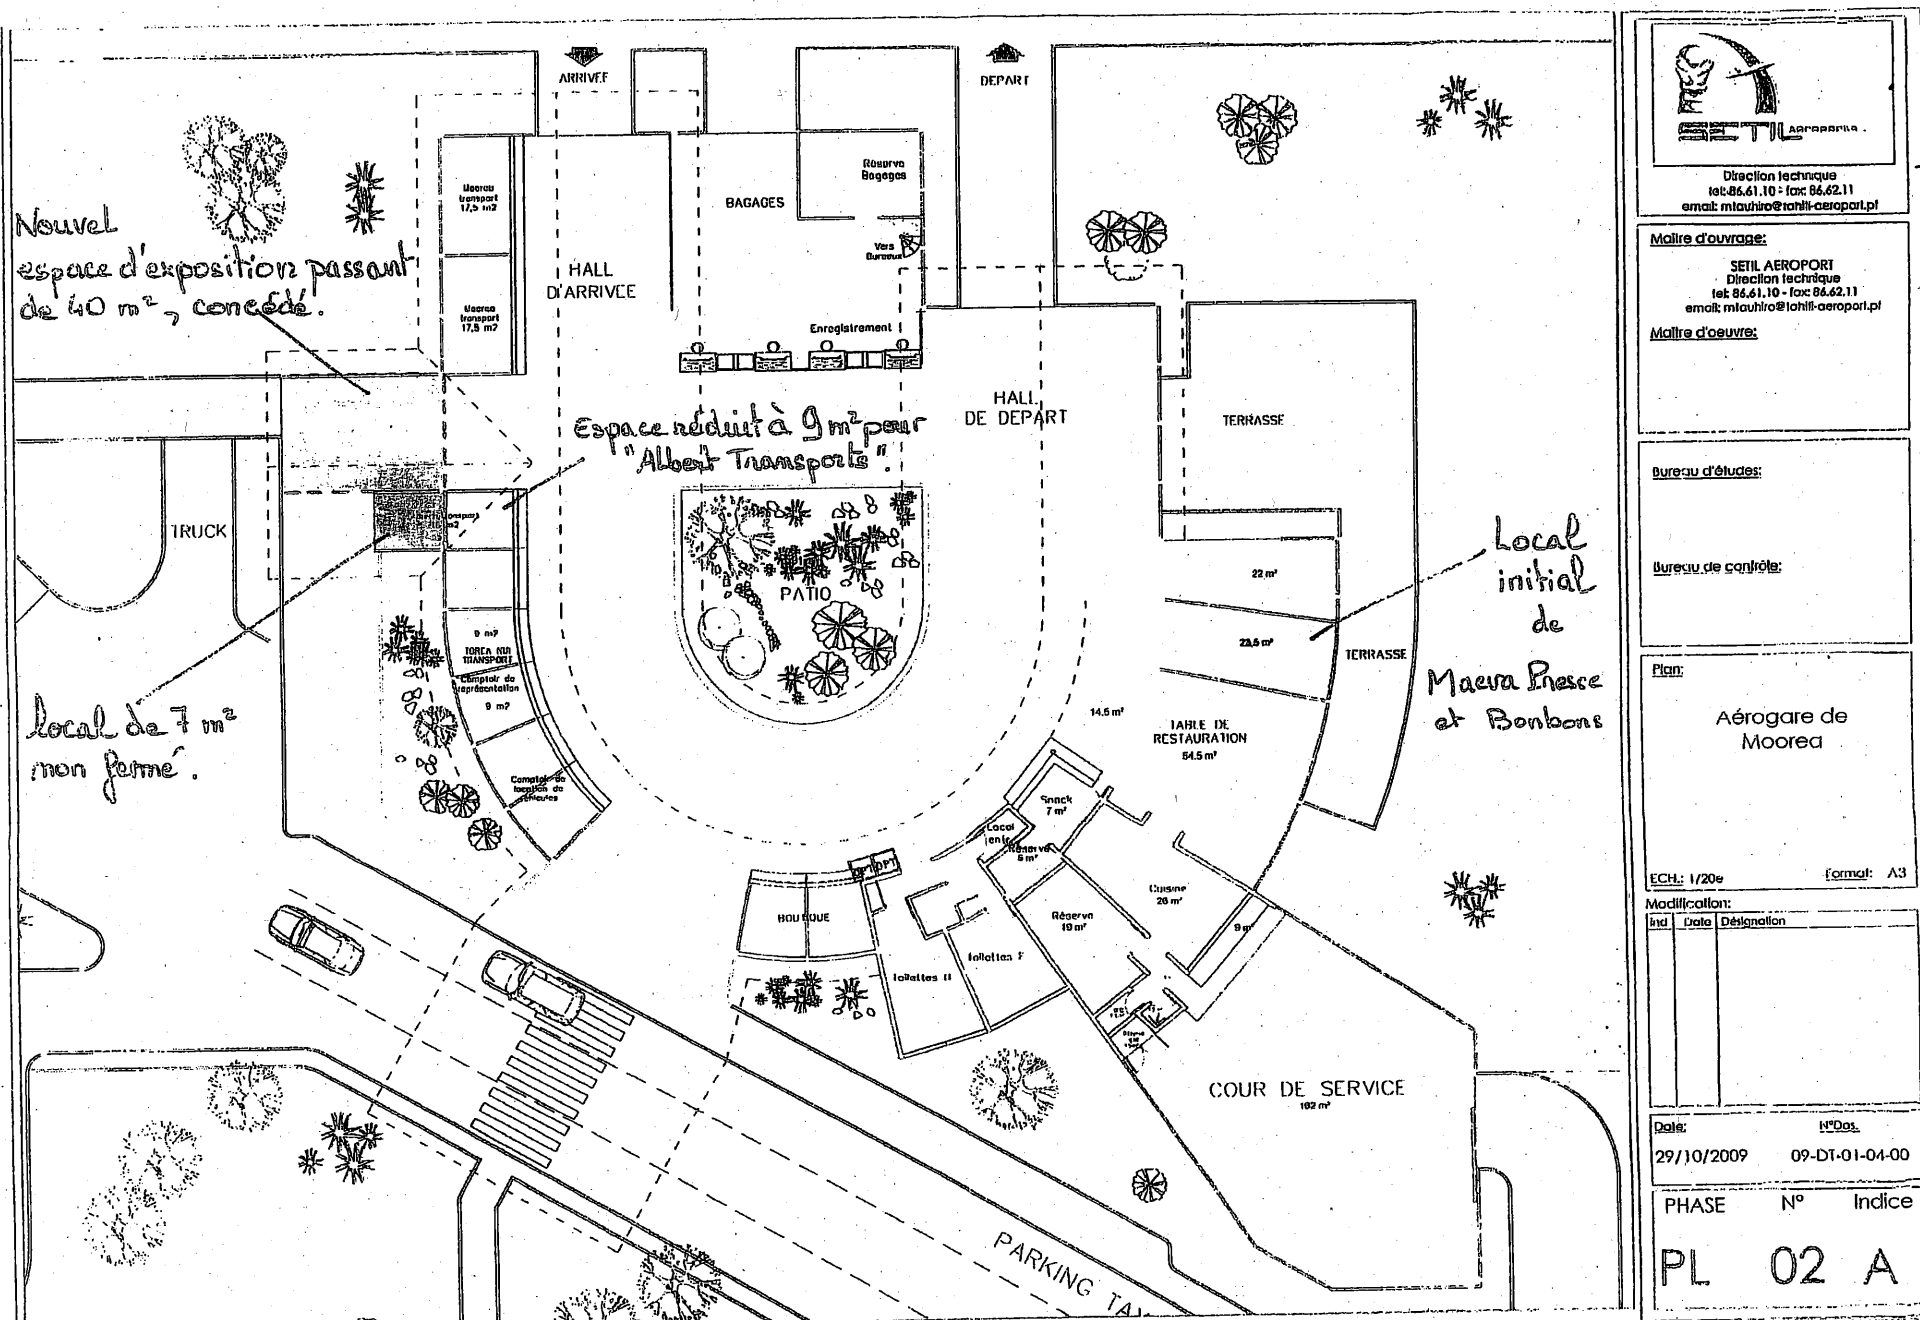 ARRIVEE
DEPART
Moorea
transport
17,5 m2
Réserve
Bagages
BAGAGES
Vers
Bureaux
Nouvel
espace d'exposition passant
de 40 m², concédé.
HALL
D'ARRIVEE
Moorea
transport
17,5 m2
Enregistrement
HALL
DE DEPART
TERRASSE
Espace réduit à 9 m² pour
"Albert Transports".
TRUCK
PATIO
22 m²
23,5 m²
TERRASSE
Local
initial
de
Maeva Presse
et Bonbons
9 m2
TOREA NUI
TRANSPORT
Comptoir de
représentation
9 m2
local de 7 m²
non fermé.
14.5 m²
TABLE DE
RESTAURATION
54.5 m²
Comptoir de
location de
véhicules
Snack
7 m²
Local
Réserve
6 m²
OPT
OPT
Cuisine
26 m²
BOUTIQUE
Réserve
19 m²
9 m²
Toilettes H
Toilettes F
COUR DE SERVICE
102 m²
PARKING TAX
SETIL Aeroports
Direction technique
tel: 86.61.10 - fax: 86.62.11
email: mtauhiro@tahiti-aeroport.pf
Maître d'ouvrage:
SETIL AEROPORT
Direction technique
tel: 86.61.10 - fax: 86.62.11
email: mtauhiro@tahiti-aeroport.pf
Maître d'oeuvre:
Bureau d'études:
Bureau de contrôle:
Plan:
Aérogare de
Moorea
ECH.: 1/20e Format: A3
Modification:
Ind Date Désignation
Date: N°Dos.
29/10/2009 09-DT-01-04-00
PHASE N° Indice
PL 02 A